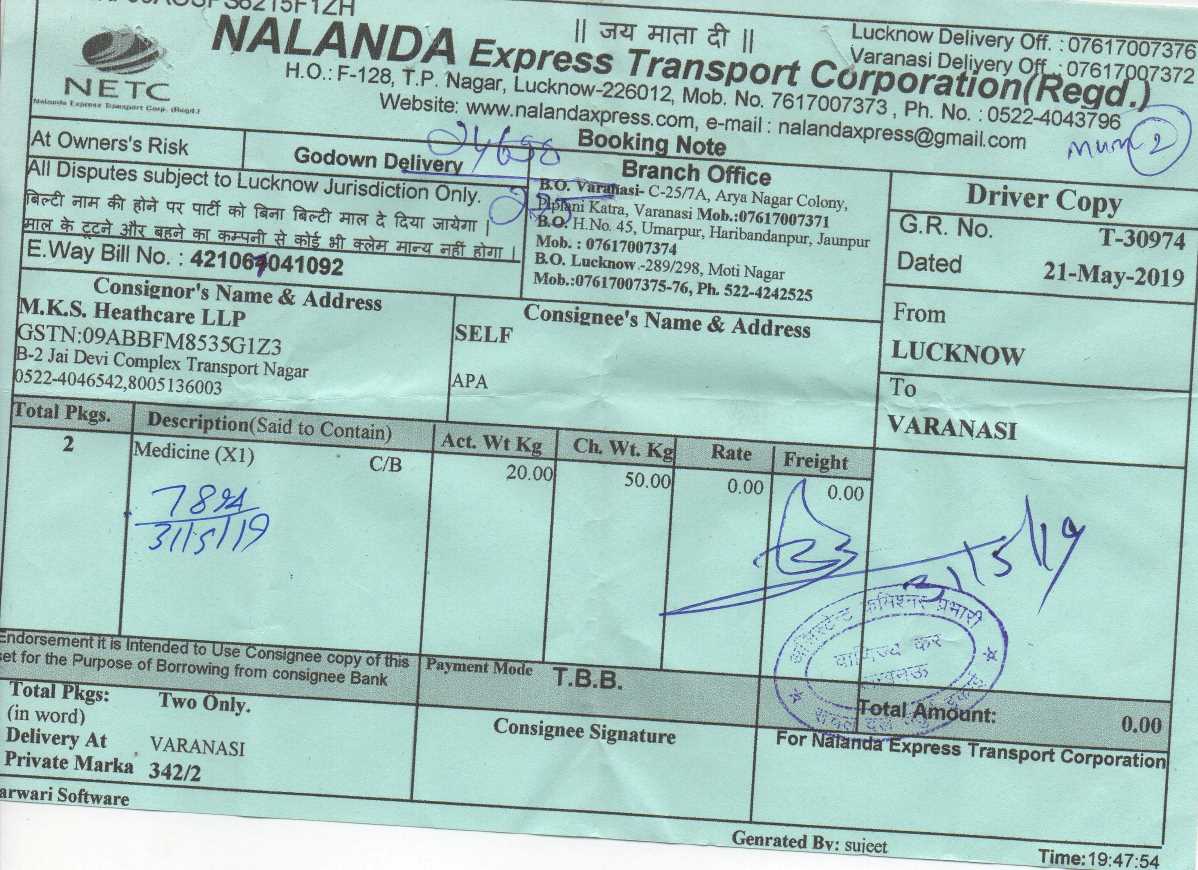 || जय माता दी ||
Lucknow Delivery Off. : 07617007376
Varanasi Delivery Off. : 07617007372
NALANDA Express Transport Corporation(Regd.)
NETC
Nalanda Express Transport Corp. (Regd.)
H.O.: F-128, T.P. Nagar, Lucknow-226012, Mob. No. 7617007373 , Ph. No. : 0522-4043796
Website: www.nalandaxpress.com, e-mail : nalandaxpress@gmail.com
Booking Note
At Owners's Risk
Godown Delivery
All Disputes subject to Lucknow Jurisdiction Only.
बिल्टी नाम की होने पर पार्टी को बिना बिल्टी माल दे दिया जायेगा |
माल के टूटने और बहने का कम्पनी से कोई भी क्लेम मान्य नहीं होगा |
E.Way Bill No. : 421067041092
Branch Office
B.O. Varanasi- C-25/7A, Arya Nagar Colony,
Piplani Katra, Varanasi Mob.:07617007371
B.O. H.No. 45, Umarpur, Haribandanpur, Jaunpur
Mob. : 07617007374
B.O. Lucknow.-289/298, Moti Nagar
Mob.:07617007375-76, Ph. 522-4242525
Driver Copy
G.R. No. T-30974
Dated 21-May-2019
Consignor's Name & Address
M.K.S. Heathcare LLP
GSTN:09ABBFM8535G1Z3
B-2 Jai Devi Complex Transport Nagar
0522-4046542,8005136003
Consignee's Name & Address
SELF
APA
From
LUCKNOW
To
VARANASI
Total Pkgs. Description(Said to Contain) Act. Wt Kg Ch. Wt. Kg Rate Freight
2 Medicine (X1) C/B 20.00 50.00 0.00 0.00
31/5/19
31/5/19
असिस्टेन्ट कमिश्नर प्रभारी
वाणिज्य कर
लखनऊ
Endorsement it is Intended to Use Consignee copy of this
set for the Purpose of Borrowing from consignee Bank
Payment Mode T.B.B.
Total Amount: 0.00
Total Pkgs: Two Only.
(in word)
Delivery At VARANASI
Private Marka 342/2
Consignee Signature
For Nalanda Express Transport Corporation
arwari Software
Genrated By: sujeet
Time:19:47:54